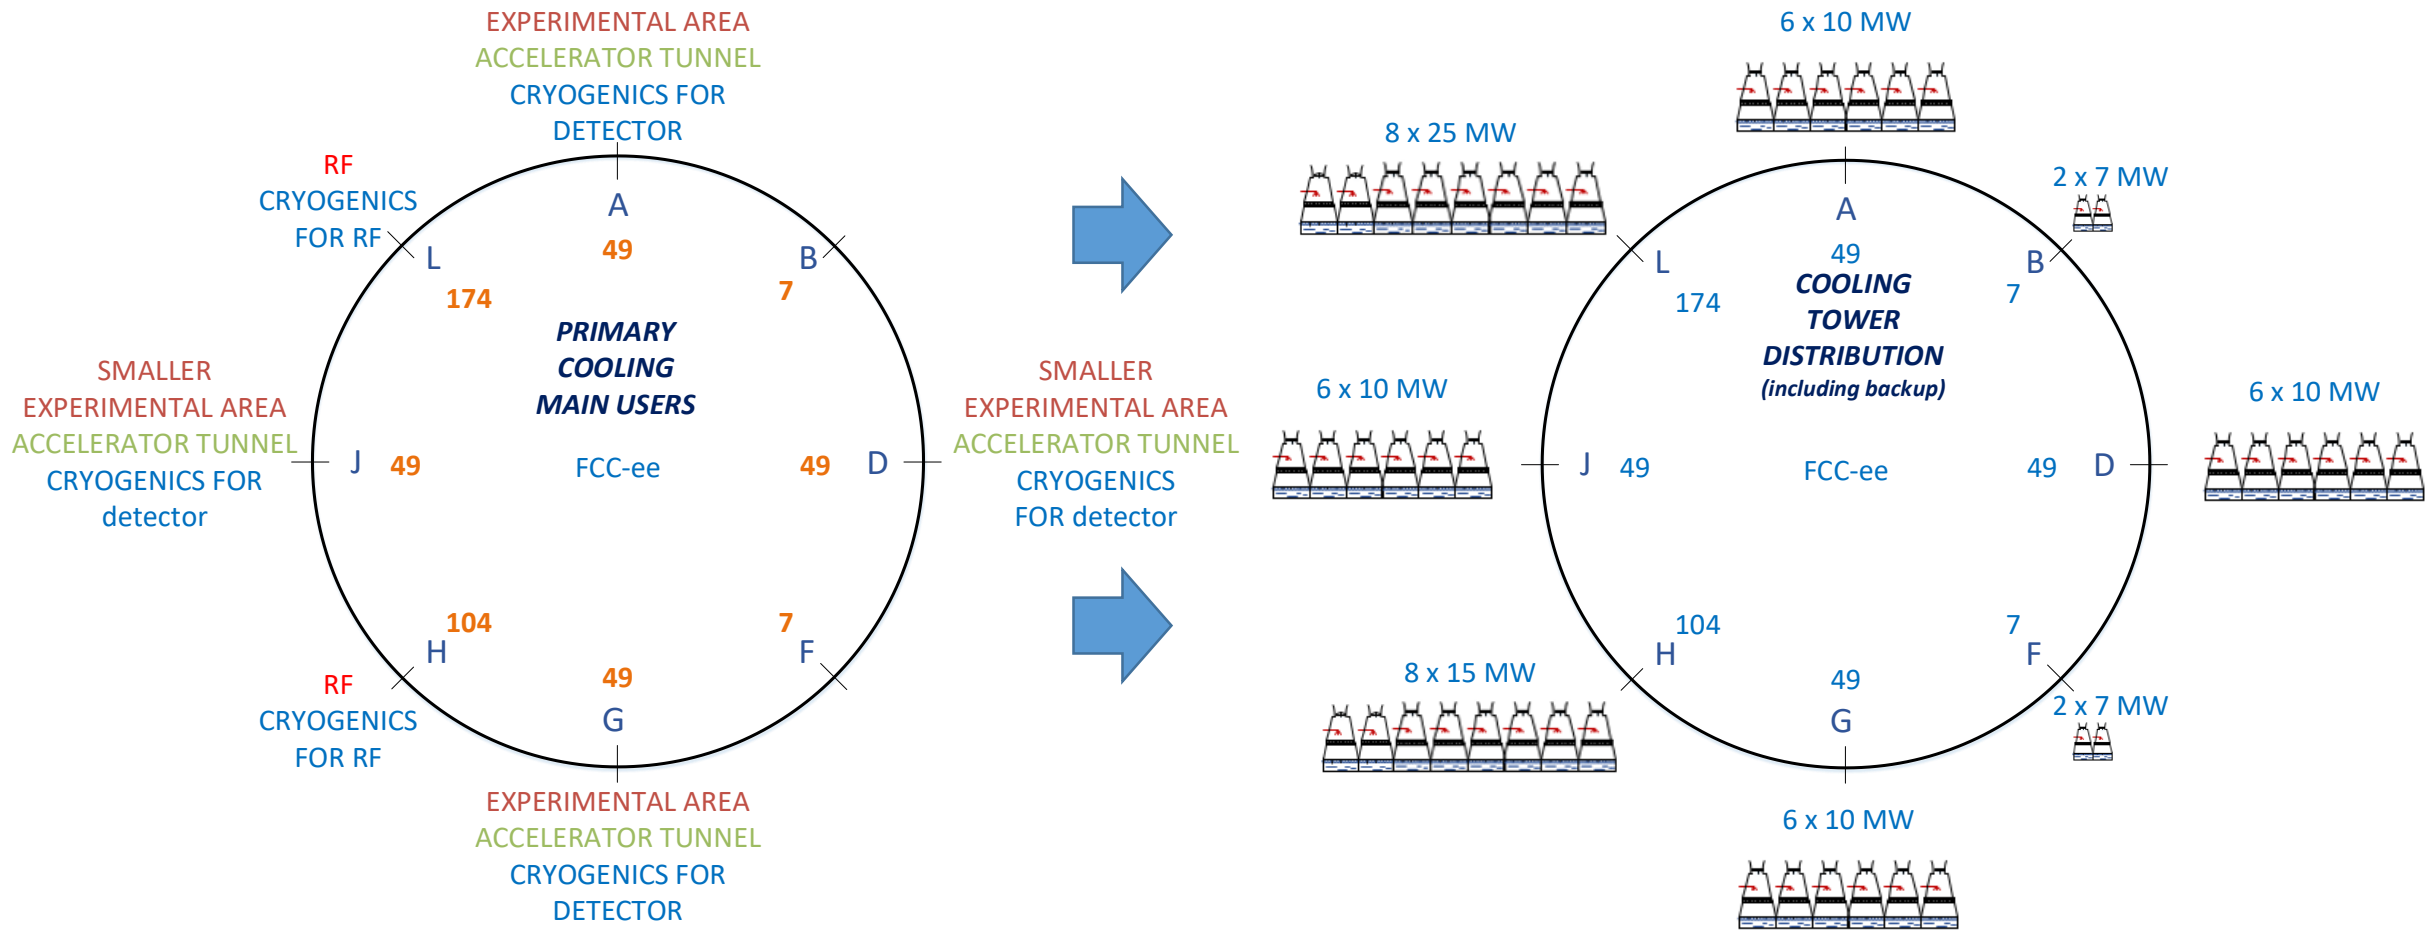 EXPERIMENTAL AREA
ACCELERATOR TUNNEL
CRYOGENICS FOR
DETECTOR
RF
CRYOGENICS
FOR RF
A
49
L
174
B
7
PRIMARY
COOLING
MAIN USERS
FCC-ee
SMALLER
EXPERIMENTAL AREA
ACCELERATOR TUNNEL
CRYOGENICS FOR
detector
J 49
49 D
SMALLER
EXPERIMENTAL AREA
ACCELERATOR TUNNEL
CRYOGENICS
FOR detector
104
H
7
F
49
G
RF
CRYOGENICS
FOR RF
EXPERIMENTAL AREA
ACCELERATOR TUNNEL
CRYOGENICS FOR
DETECTOR
6 x 10 MW
8 x 25 MW
2 x 7 MW
A
49
L
174
B
7
COOLING
TOWER
DISTRIBUTION
(including backup)
FCC-ee
6 x 10 MW
J 49
49 D
6 x 10 MW
104
H
7
F
49
G
8 x 15 MW
2 x 7 MW
6 x 10 MW